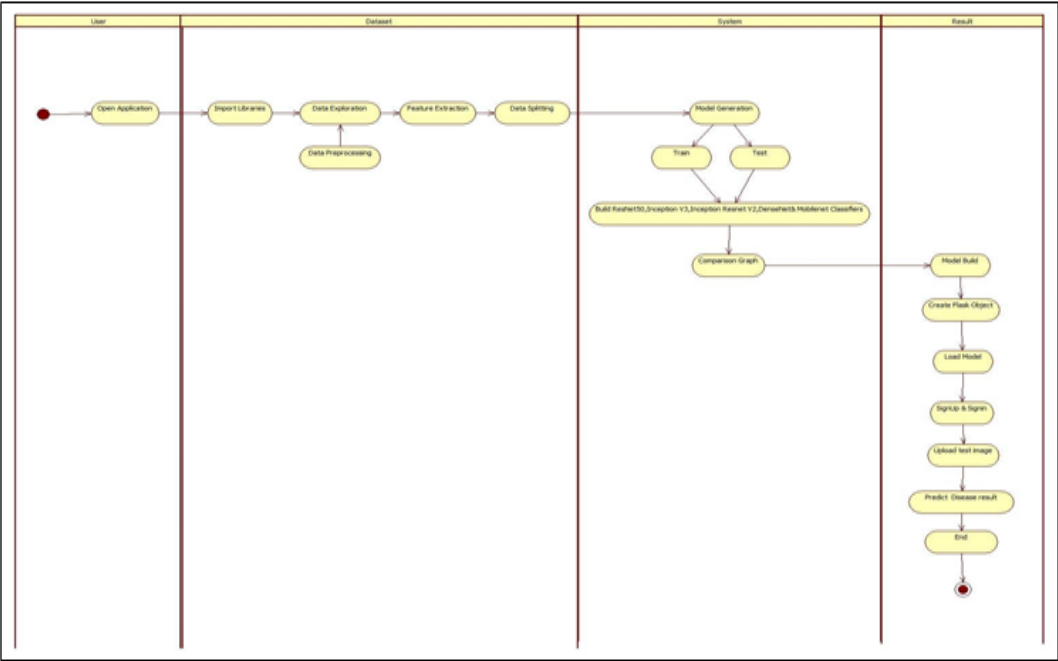 User
Dataset
System
Result
Open Application
Import Libraries
Data Exploration
Feature Extraction
Data Splitting
Model Generation
Data Preprocessing
Train
Test
Build ResNet50,Inception V3,Inception Resnet V2,DenseNet& Mobilenet Classifiers
Comparison Graph
Model Build
Create Flask Object
Load Model
SignUp & Signin
Upload test image
Predict Disease result
End